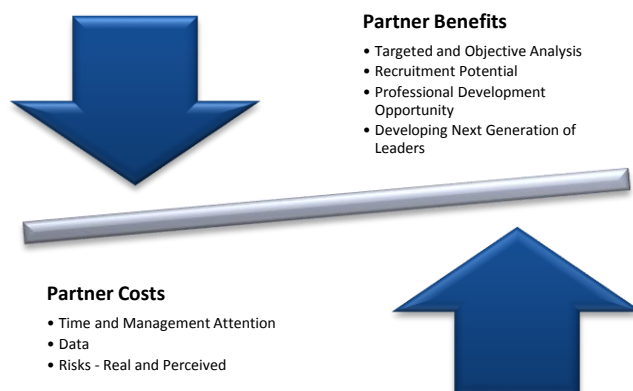 Partner Benefits
• Targeted and Objective Analysis
• Recruitment Potential
• Professional Development
Opportunity
• Developing Next Generation of
Leaders
Partner Costs
• Time and Management Attention
• Data
• Risks - Real and Perceived